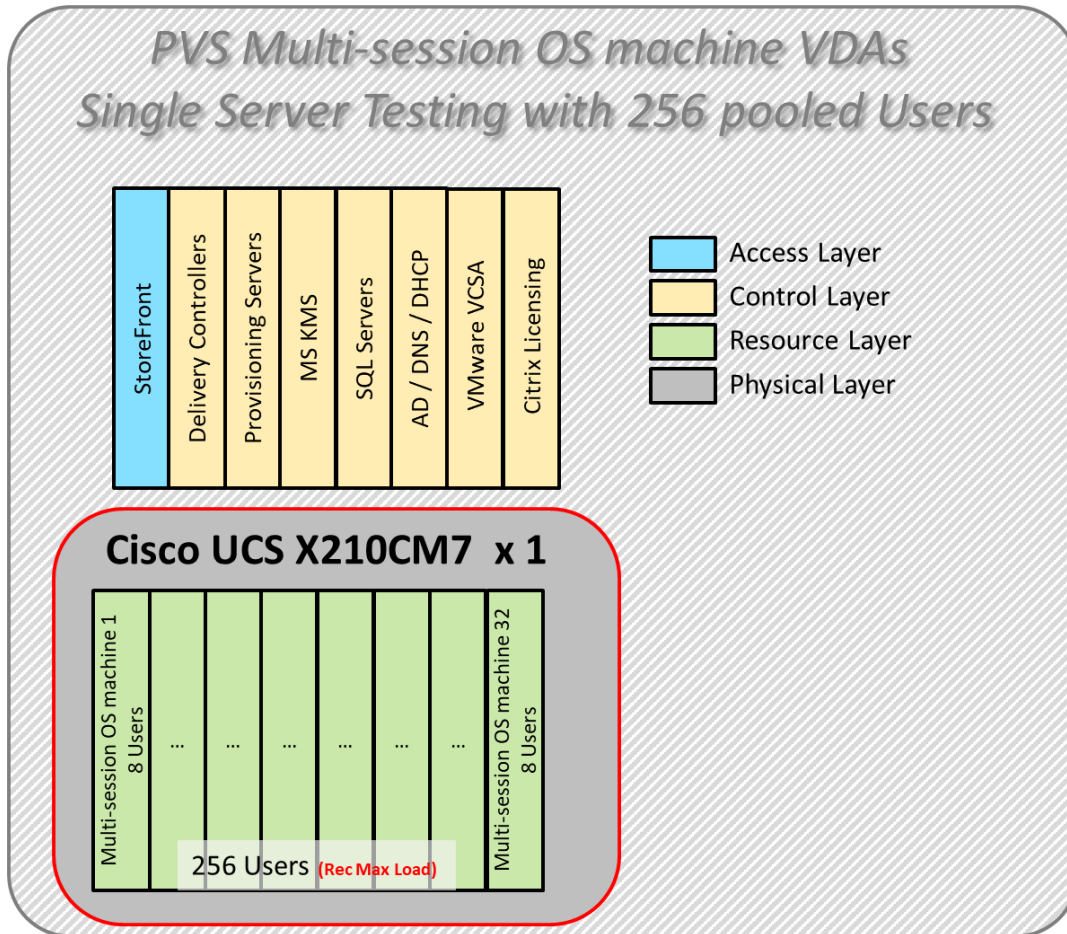 PVS Multi-session OS machine VDAs
Single Server Testing with 256 pooled Users
StoreFront
Delivery Controllers
Provisioning Servers
MS KMS
SQL Servers
AD / DNS / DHCP
VMware VCSA
Citrix Licensing
Access Layer
Control Layer
Resource Layer
Physical Layer
Cisco UCS X210CM7 x 1
Multi-session OS machine 1
8 Users
...
...
...
...
...
...
Multi-session OS machine 32
8 Users
256 Users (Rec Max Load)